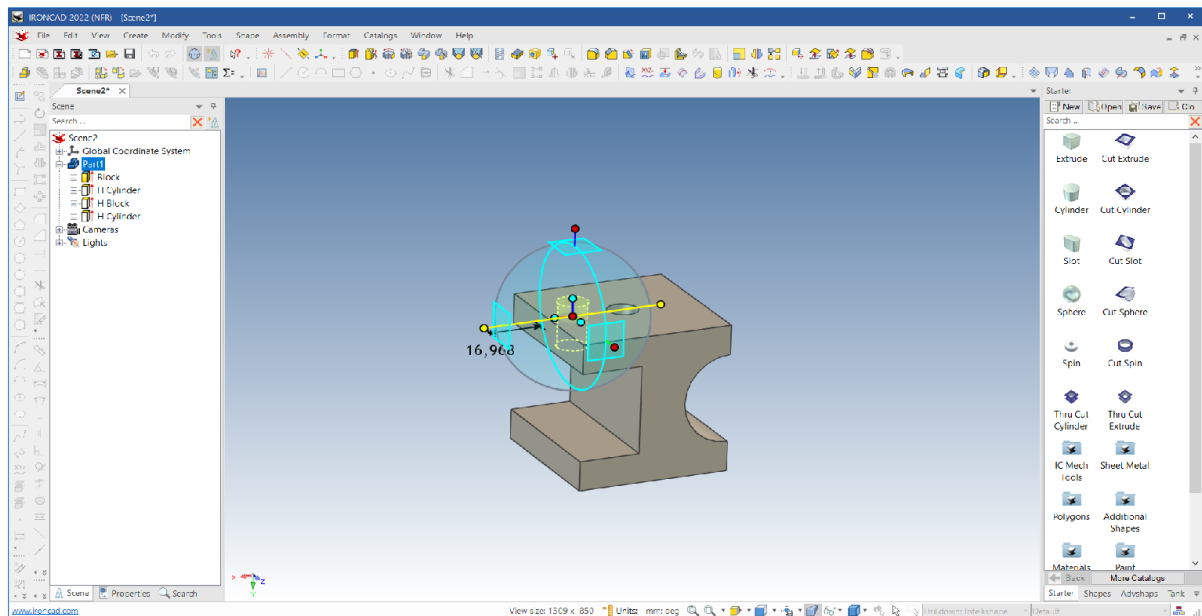 IRONCAD 2022 (NFR) - [Scene2*]
File Edit View Create Modify Tools Shape Assembly Format Catalogs Window Help
Scene2*
Scene
Search ...
Scene2
Global Coordinate System
Part1
Block
H Cylinder
H Block
H Cylinder
Cameras
Lights
Scene Properties Search
16,968
Starter
New Open Save Clo
Search ...
Extrude Cut Extrude
Cylinder Cut Cylinder
Slot Cut Slot
Sphere Cut Sphere
Spin Cut Spin
Thru Cut Cylinder
Thru Cut Extrude
IC Mech Tools
Sheet Metal
Polygons
Additional Shapes
Materials Paint
Back More Catalogs
Starter Shapes Advshaps Tank
www.ironcad.com
View size: 1309 x 850 Units: mm; deg
Default